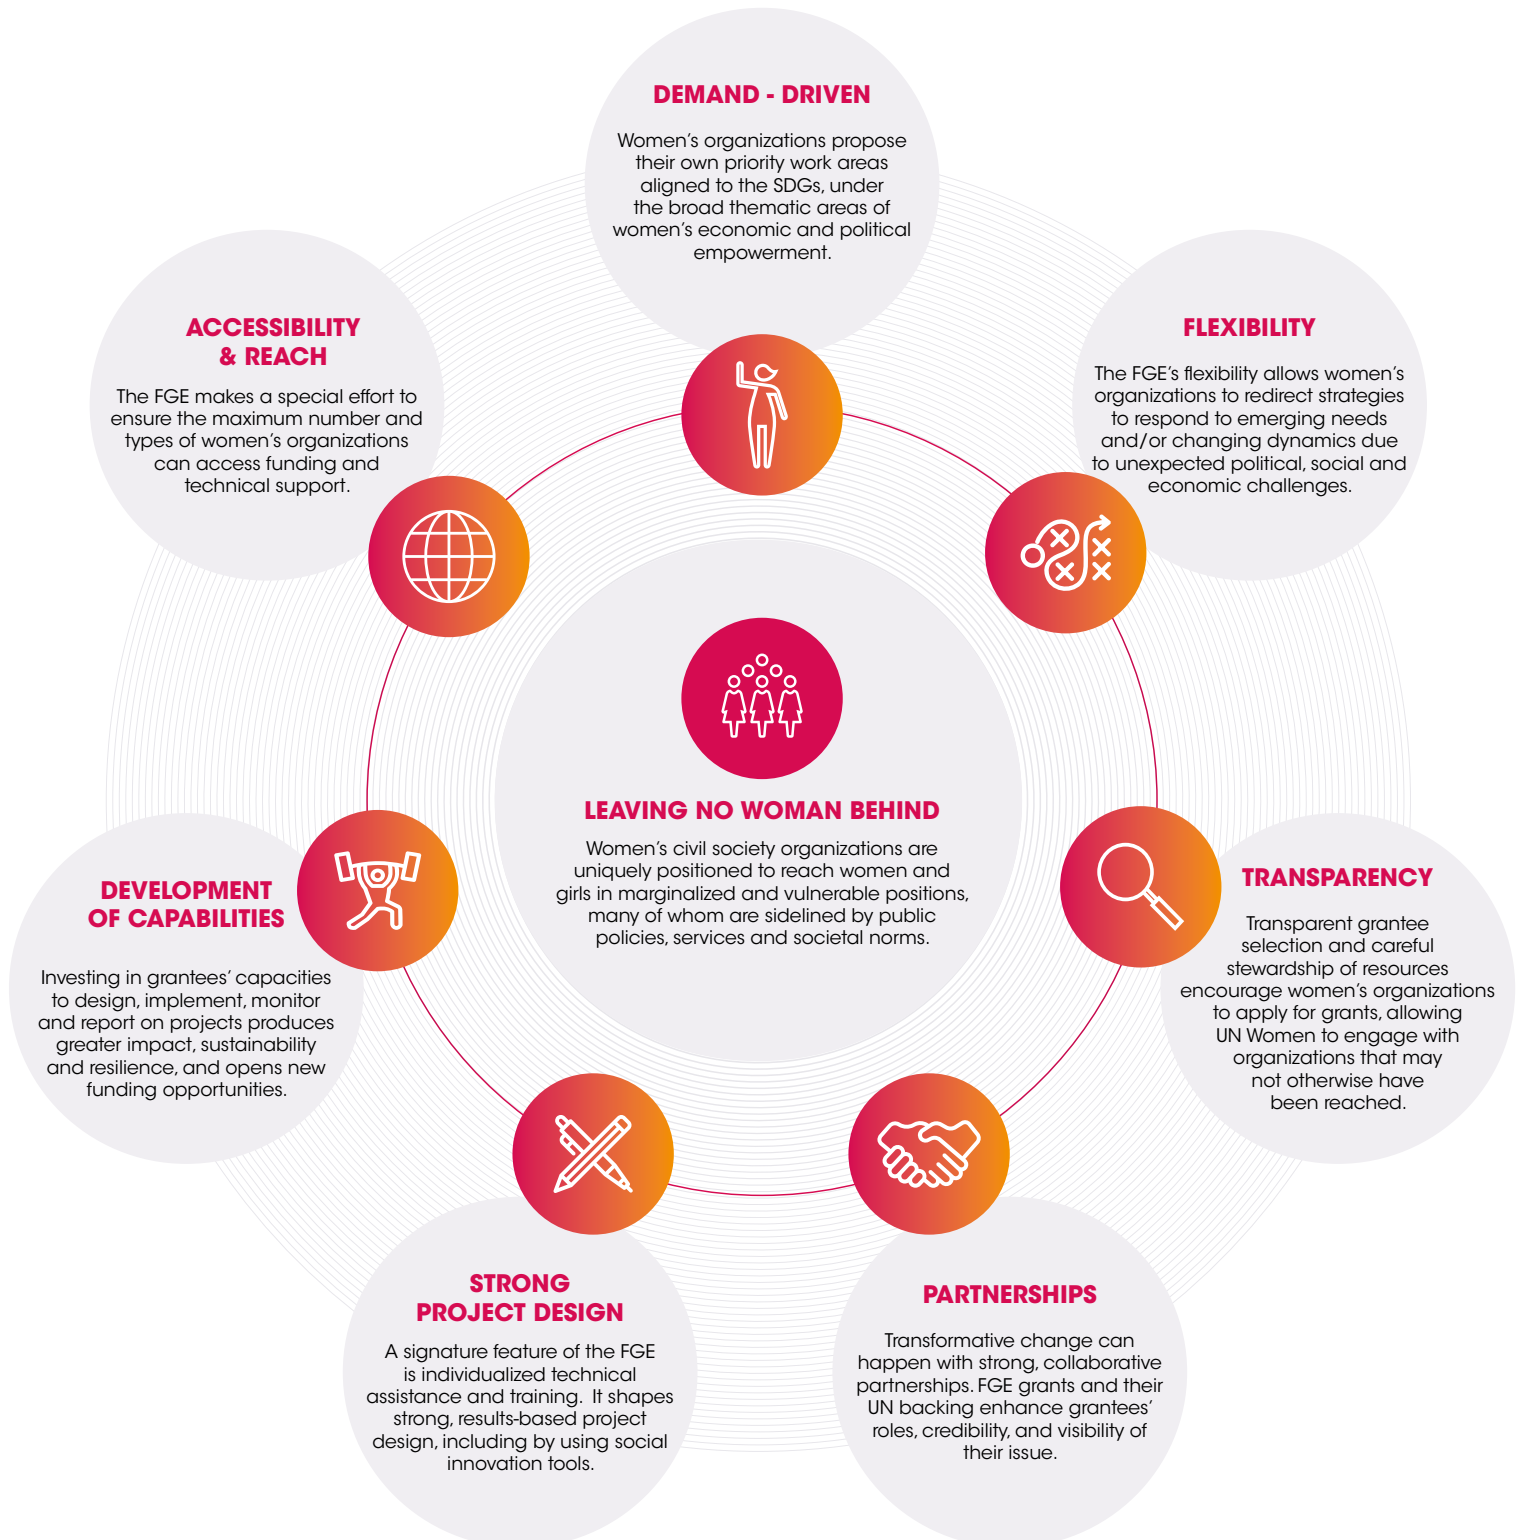 DEMAND - DRIVEN
Women's organizations propose
their own priority work areas
aligned to the SDGs, under
the broad thematic areas of
women's economic and political
empowerment.
FLEXIBILITY
The FGE's flexibility allows women's
organizations to redirect strategies
to respond to emerging needs
and/or changing dynamics due
to unexpected political, social and
economic challenges.
TRANSPARENCY
Transparent grantee
selection and careful
stewardship of resources
encourage women's organizations
to apply for grants, allowing
UN Women to engage with
organizations that may
not otherwise have
been reached.
PARTNERSHIPS
Transformative change can
happen with strong, collaborative
partnerships. FGE grants and their
UN backing enhance grantees'
roles, credibility, and visibility of
their issue.
STRONG
PROJECT DESIGN
A signature feature of the FGE
is individualized technical
assistance and training. It shapes
strong, results-based project
design, including by using social
innovation tools.
DEVELOPMENT
OF CAPABILITIES
Investing in grantees' capacities
to design, implement, monitor
and report on projects produces
greater impact, sustainability
and resilience, and opens new
funding opportunities.
ACCESSIBILITY
& REACH
The FGE makes a special effort to
ensure the maximum number and
types of women's organizations
can access funding and
technical support.
LEAVING NO WOMAN BEHIND
Women's civil society organizations are
uniquely positioned to reach women and
girls in marginalized and vulnerable positions,
many of whom are sidelined by public
policies, services and societal norms.